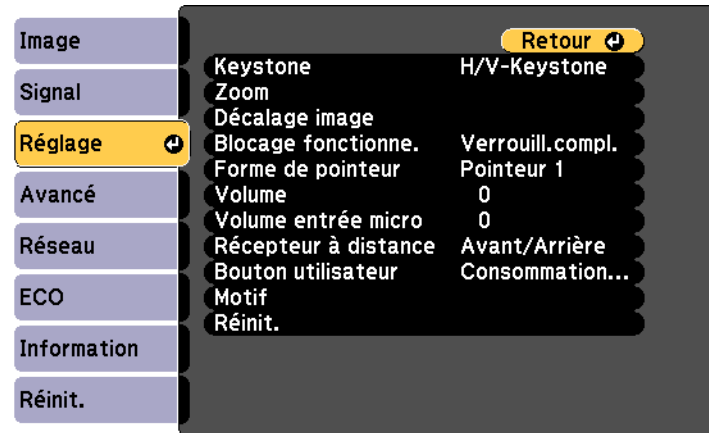 Image
Signal
Réglage
Avancé
Réseau
ECO
Information
Réinit.
Retour
Keystone H/V-Keystone
Zoom
Décalage image
Blocage fonctionne. Verrouill.compl.
Forme de pointeur Pointeur 1
Volume 0
Volume entrée micro 0
Récepteur à distance Avant/Arrière
Bouton utilisateur Consommation...
Motif
Réinit.